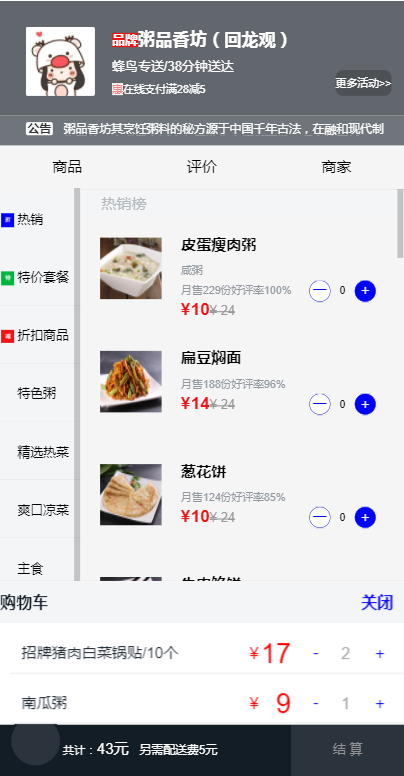 品牌粥品香坊（回龙观）
蜂鸟专送/38分钟送达
在线支付满28减5
更多活动>>
公告 粥品香坊其烹饪粥料的秘方源于中国千年古法，在融和现代制
商品 评价 商家
热销榜
热销
特价套餐
折扣商品
特色粥
精选热菜
爽口凉菜
主食
皮蛋瘦肉粥
咸粥
月售229份好评率100%
¥10¥ 24
— 0 +
扁豆焖面
月售188份好评率96%
¥14¥ 24
— 0 +
葱花饼
月售124份好评率85%
¥10¥ 24
— 0 +
购物车 关闭
招牌猪肉白菜锅贴/10个 ¥17 - 2 +
南瓜粥 ¥ 9 - 1 +
共计：43元 另需配送费5元 结 算